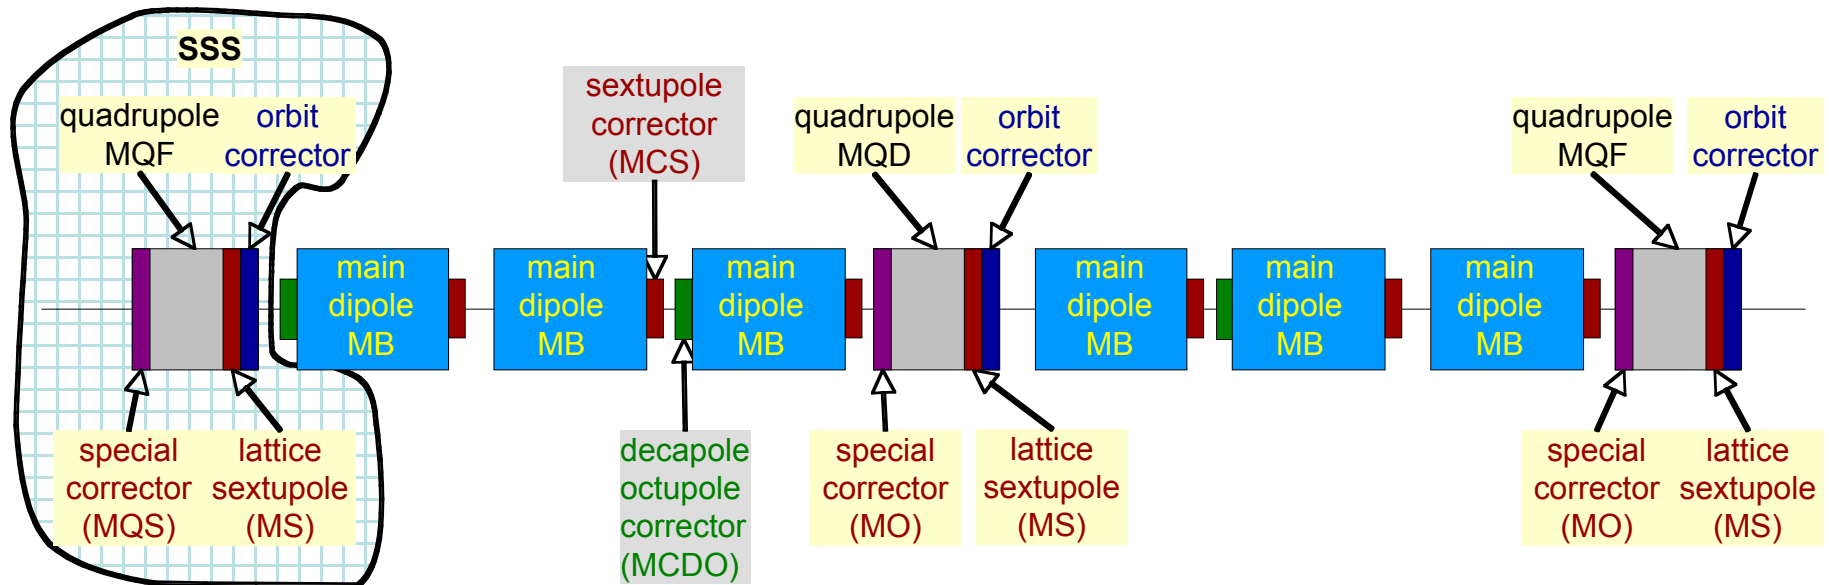 SSS
quadrupole
MQF
orbit
corrector
sextupole
corrector
(MCS)
quadrupole
MQD
orbit
corrector
quadrupole
MQF
orbit
corrector
main
dipole
MB
main
dipole
MB
main
dipole
MB
main
dipole
MB
main
dipole
MB
main
dipole
MB
special
corrector
(MQS)
lattice
sextupole
(MS)
decapole
octupole
corrector
(MCDO)
special
corrector
(MO)
lattice
sextupole
(MS)
special
corrector
(MO)
lattice
sextupole
(MS)